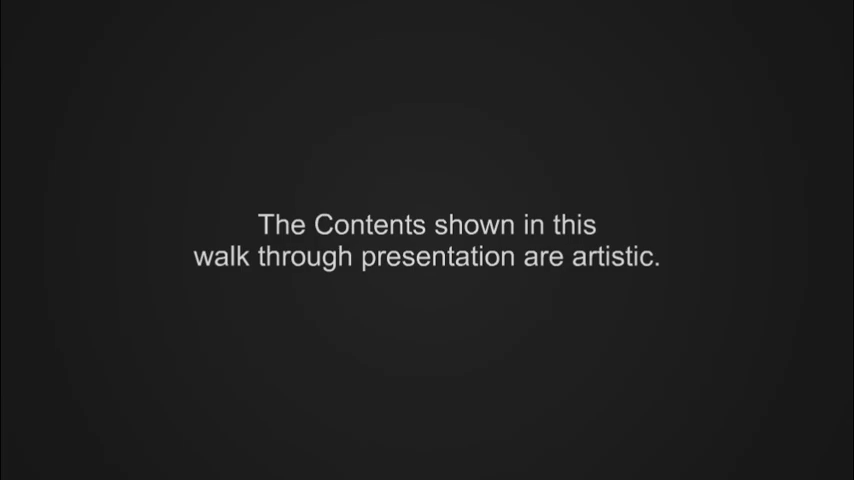 The Contents shown in this
walk through presentation are artistic.